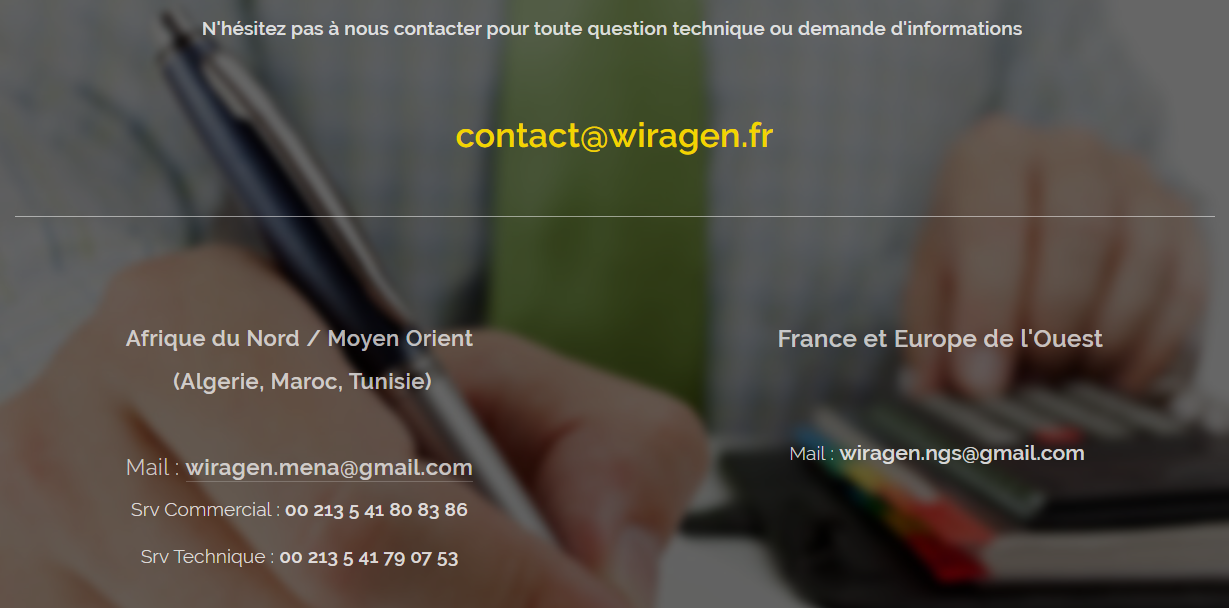 N'hésitez pas à nous contacter pour toute question technique ou demande d'informations
contact@wiragen.fr
Afrique du Nord / Moyen Orient
(Algerie, Maroc, Tunisie)
Mail : wiragen.mena@gmail.com
Srv Commercial : 00 213 5 41 80 83 86
Srv Technique : 00 213 5 41 79 07 53
France et Europe de l'Ouest
Mail : wiragen.ngs@gmail.com